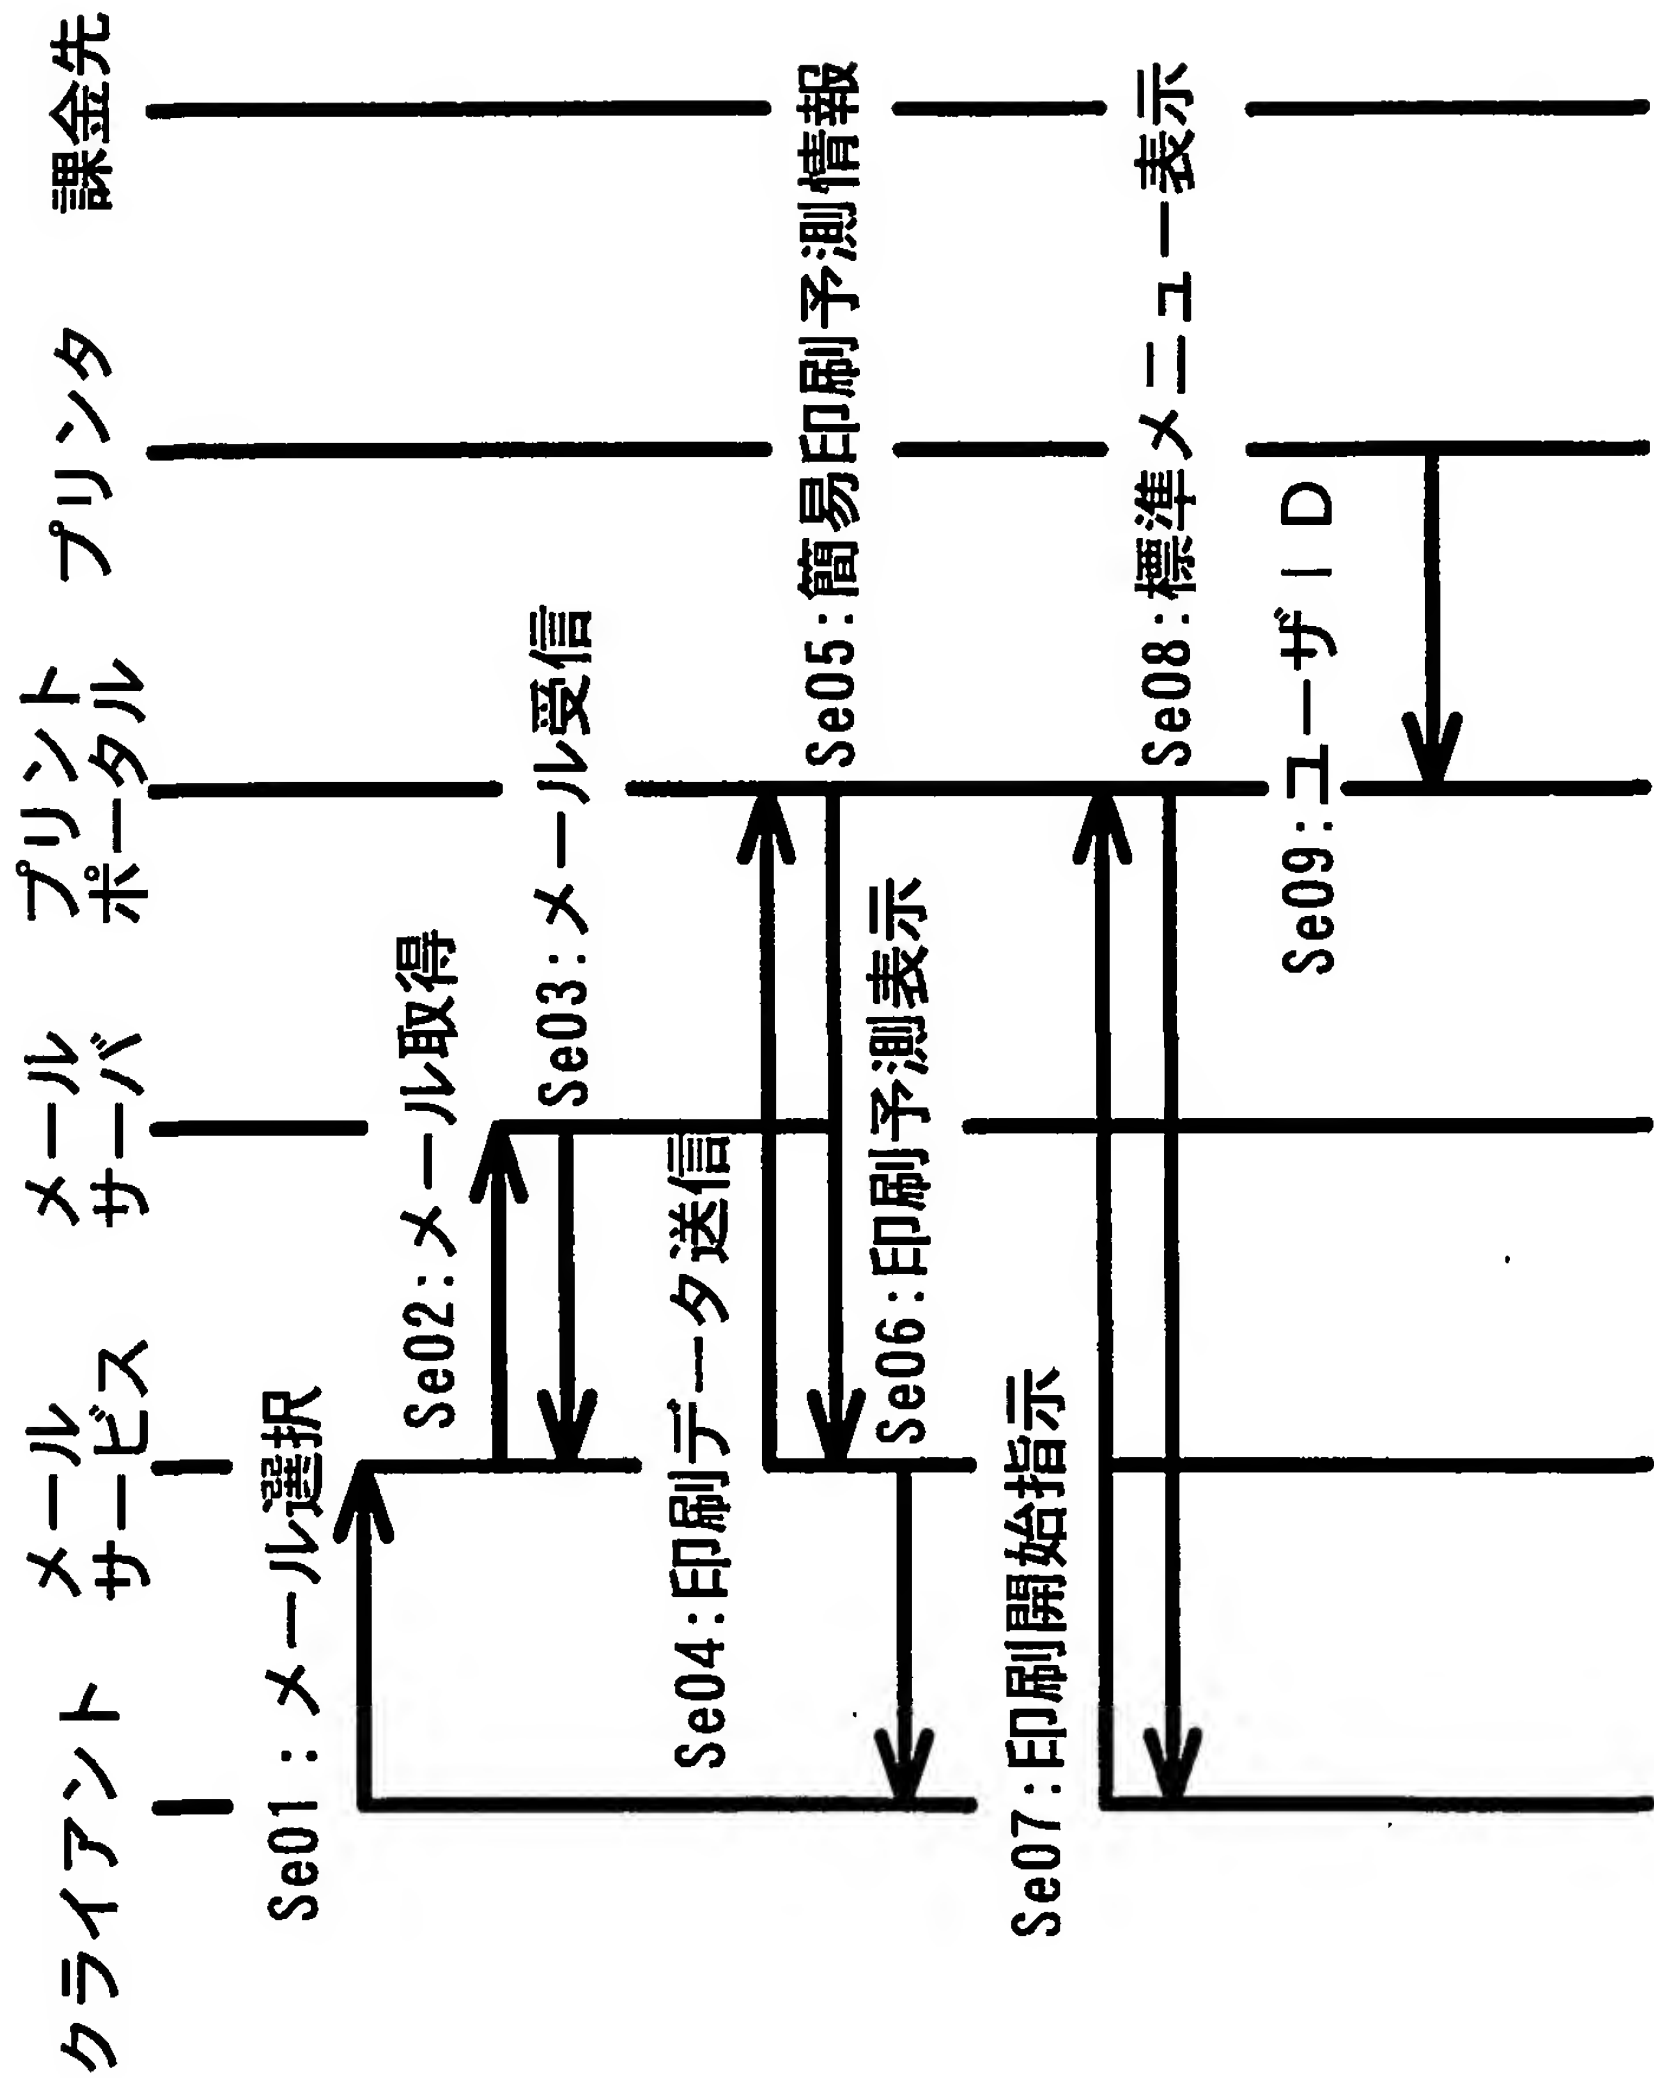 クライアント
メール
サービス
メール
サーバ
プリント
ポータル
プリンタ
課金先
Se01:メール選択
Se02:メール取得
Se03:メール受信
Se04:印刷データ送信
Se05:簡易印刷予測情報
Se06:印刷予測表示
Se07:印刷開始指示
Se08:標準メニュー表示
Se09:ユーザID